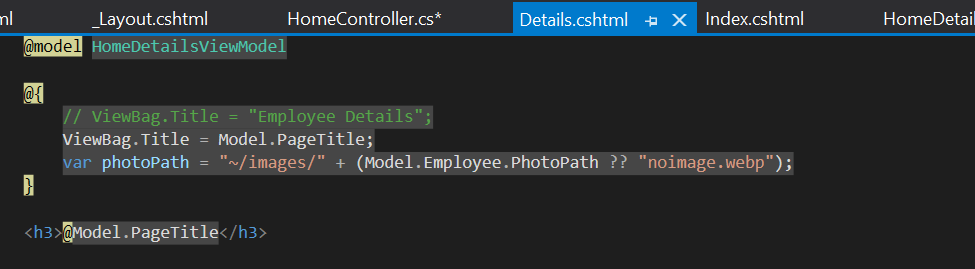 ml _Layout.cshtml HomeController.cs* Details.cshtml Index.cshtml HomeDetai
@model HomeDetailsViewModel
@{
// ViewBag.Title = "Employee Details";
ViewBag.Title = Model.PageTitle;
var photoPath = "~/images/" + (Model.Employee.PhotoPath ?? "noimage.webp");
}
<h3>@Model.PageTitle</h3>